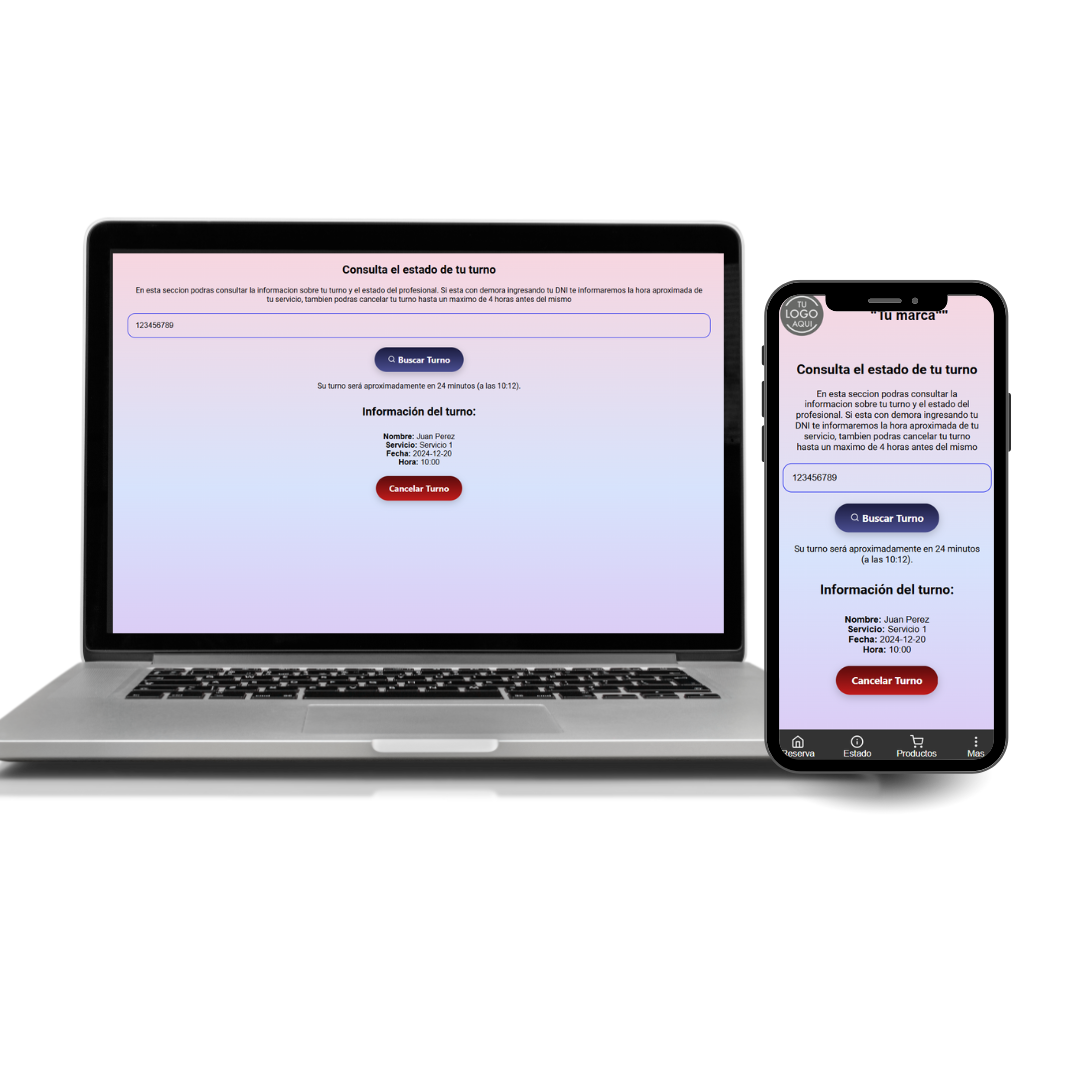 Consulta el estado de tu turno
En esta seccion podras consultar la informacion sobre tu turno y el estado del profesional. Si esta con demora ingresando tu DNI te informaremos la hora aproximada de
tu servicio, tambien podras cancelar tu turno hasta un maximo de 4 horas antes del mismo
123456789
Buscar Turno
Su turno será aproximadamente en 24 minutos (a las 10:12).
Información del turno:
Nombre: Juan Perez
Servicio: Servicio 1
Fecha: 2024-12-20
Hora: 10:00
Cancelar Turno
TU
LOGO
AQUI
"Tu marca""
Consulta el estado de tu turno
En esta seccion podras consultar la
informacion sobre tu turno y el estado del
profesional. Si esta con demora ingresando tu
DNI te informaremos la hora aproximada de tu
servicio, tambien podras cancelar tu turno
hasta un maximo de 4 horas antes del mismo
123456789
Buscar Turno
Su turno será aproximadamente en 24 minutos
(a las 10:12).
Información del turno:
Nombre: Juan Perez
Servicio: Servicio 1
Fecha: 2024-12-20
Hora: 10:00
Cancelar Turno
Reserva Estado Productos Mas